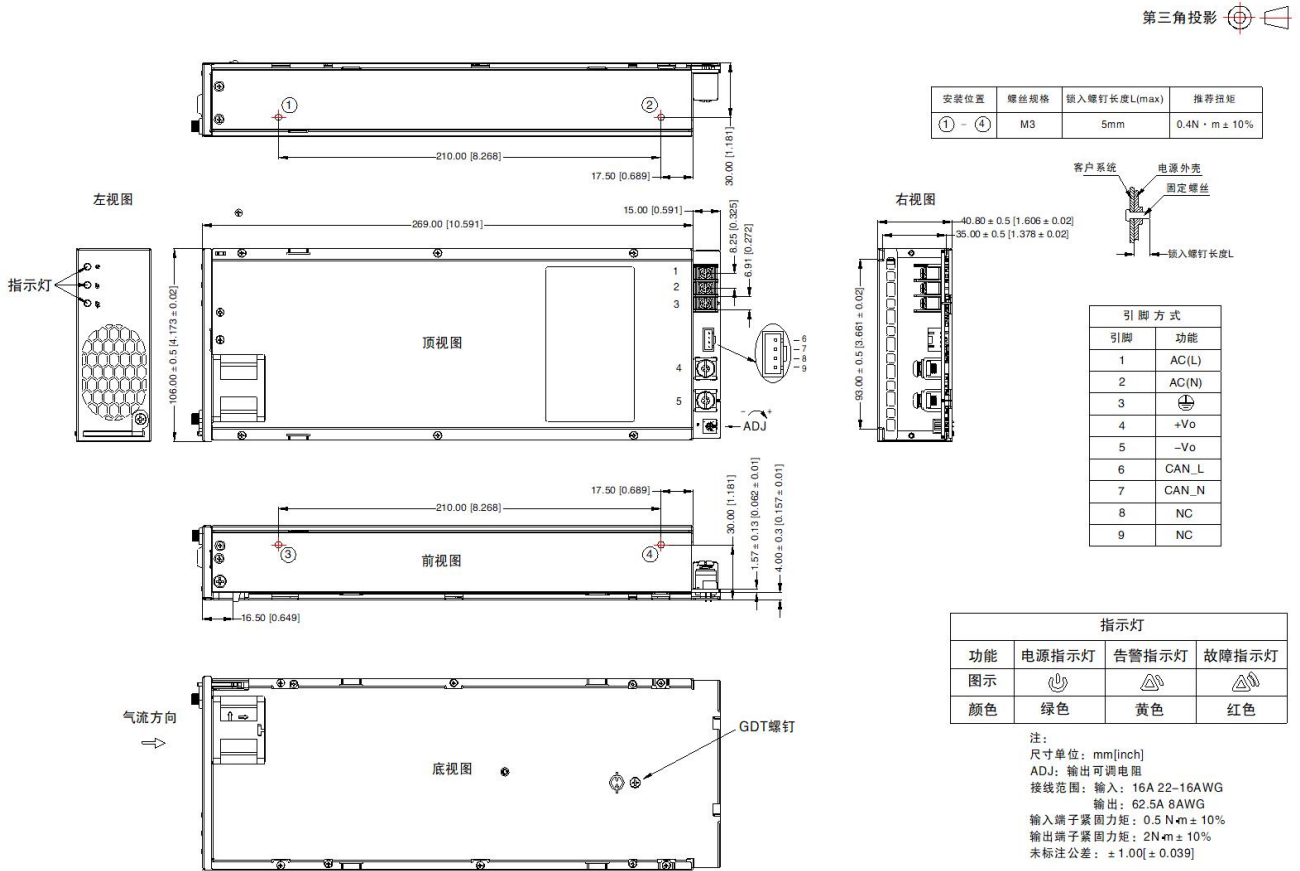 第三角投影
① ②
210.00 [8.268]
17.50 [0.689]
30.00 [1.181]
安装位置 螺丝规格 锁入螺钉长度L(max) 推荐扭矩
① - ④ M3 5mm 0.4N · m ± 10%
客户系统 电源外壳
固定螺丝
锁入螺钉长度L
左视图
指示灯
269.00 [10.591]
15.00 [0.591]
8.25 [0.325]
6.91 [0.272]
106.00 ± 0.5 [4.173 ± 0.02]
顶视图
1
2
3
4
5
6
7
8
9
- +
ADJ
右视图
40.80 ± 0.5 [1.606 ± 0.02]
35.00 ± 0.5 [1.378 ± 0.02]
93.00 ± 0.5 [3.661 ± 0.02]
引脚方式
引脚 功能
1 AC(L)
2 AC(N)
3
4 +Vo
5 -Vo
6 CAN_L
7 CAN_N
8 NC
9 NC
17.50 [0.689]
210.00 [8.268]
30.00 [1.181]
1.57 ± 0.13 [0.062 ± 0.01]
4.00 ± 0.3 [0.157 ± 0.01]
③ ④
前视图
16.50 [0.649]
指示灯
功能 电源指示灯 告警指示灯 故障指示灯
图示
颜色 绿色 黄色 红色
气流方向
底视图
GDT螺钉
注:
尺寸单位: mm[inch]
ADJ: 输出可调电阻
接线范围: 输入: 16A 22-16AWG
输出: 62.5A 8AWG
输入端子紧固力矩: 0.5 N·m ± 10%
输出端子紧固力矩: 2N·m ± 10%
未标注公差: ± 1.00[ ± 0.039]